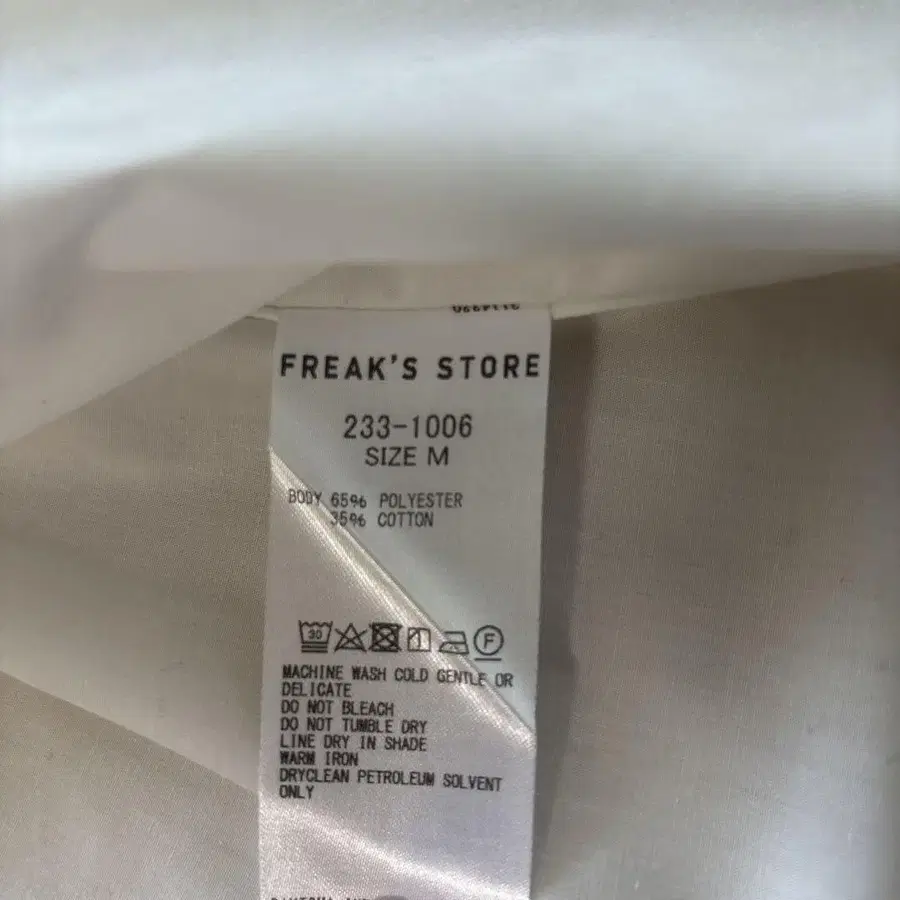 FREAK'S STORE
233-1006
SIZE M
BODY 65% POLYESTER
35% COTTON
30
F
MACHINE WASH COLD GENTLE OR
DELICATE
DO NOT BLEACH
DO NOT TUMBLE DRY
LINE DRY IN SHADE
WARM IRON
DRYCLEAN PETROLEUM SOLVENT
ONLY